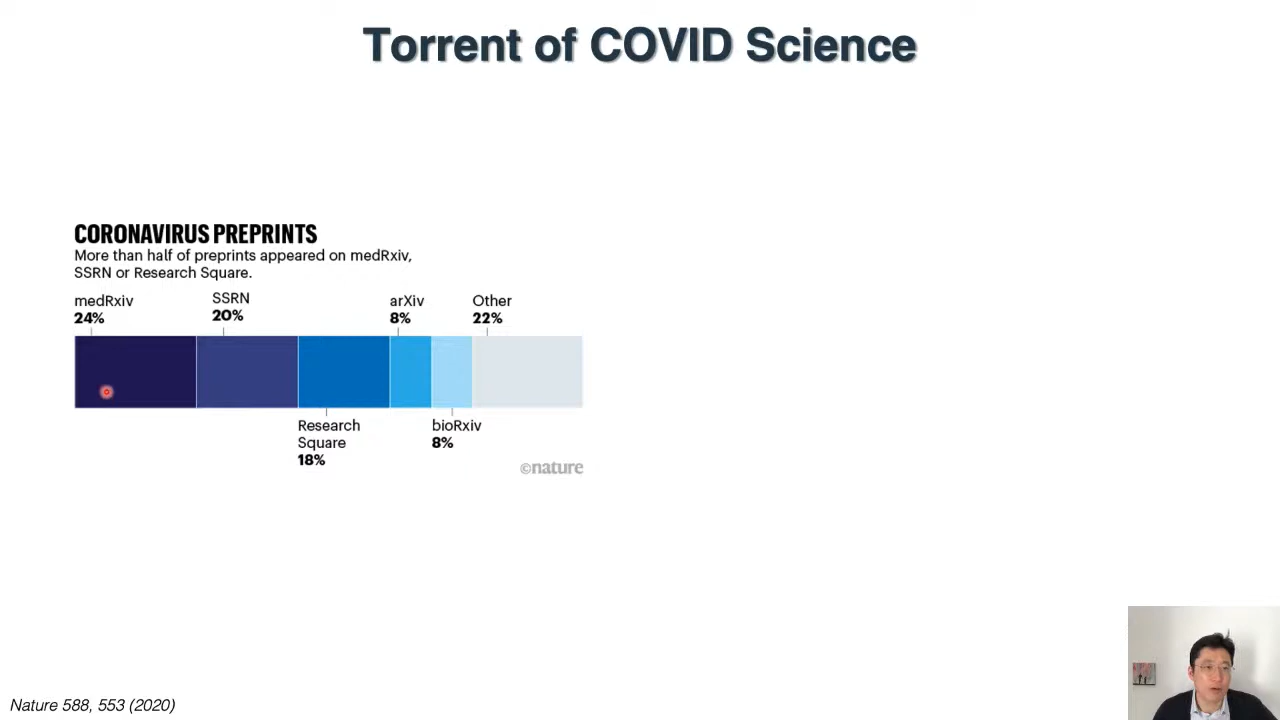 Torrent of COVID Science
CORONAVIRUS PREPRINTS
More than half of preprints appeared on medRxiv,
SSRN or Research Square.
medRxiv
24%
SSRN
20%
arXiv
8%
Other
22%
Research
Square
18%
bioRxiv
8%
©nature
Nature 588, 553 (2020)